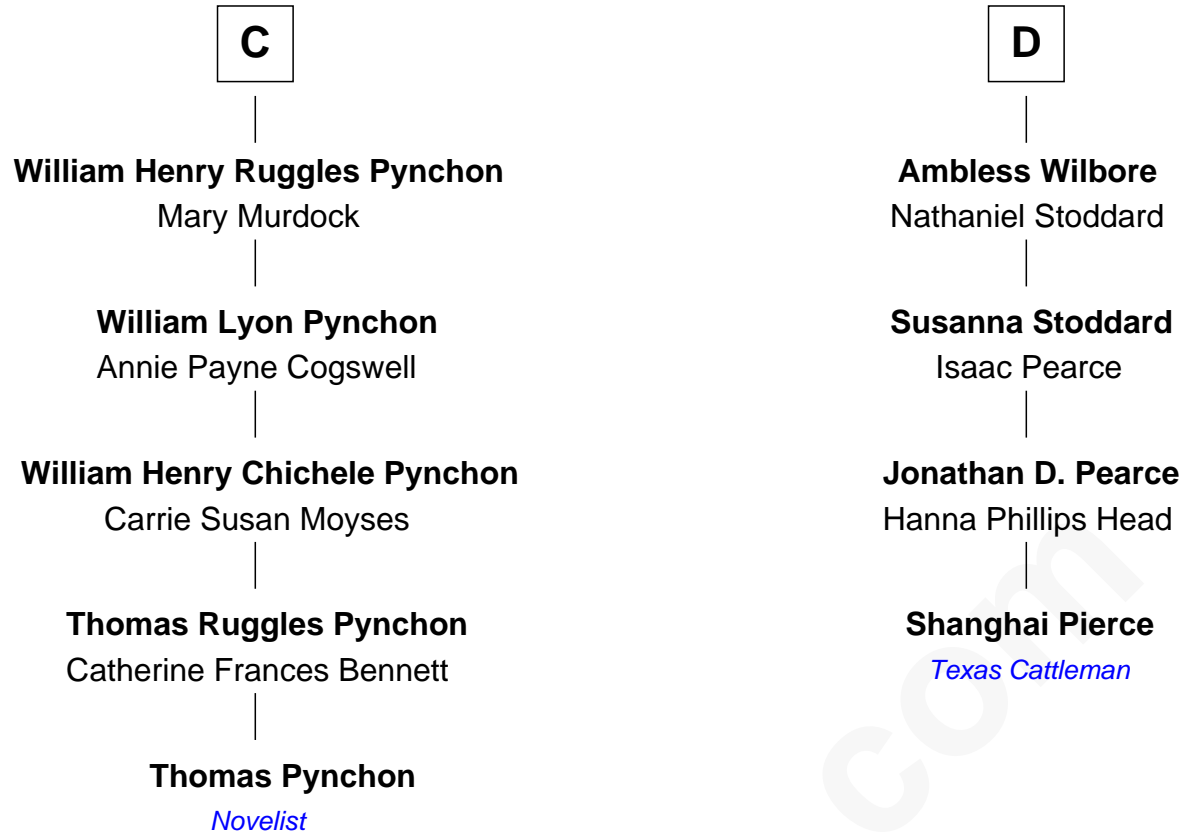 C
William Henry Ruggles Pynchon
Mary Murdock
William Lyon Pynchon
Annie Payne Cogswell
William Henry Chichele Pynchon
Carrie Susan Moyses
Thomas Ruggles Pynchon
Catherine Frances Bennett
Thomas Pynchon
Novelist
D
Ambless Wilbore
Nathaniel Stoddard
Susanna Stoddard
Isaac Pearce
Jonathan D. Pearce
Hanna Phillips Head
Shanghai Pierce
Texas Cattleman
com